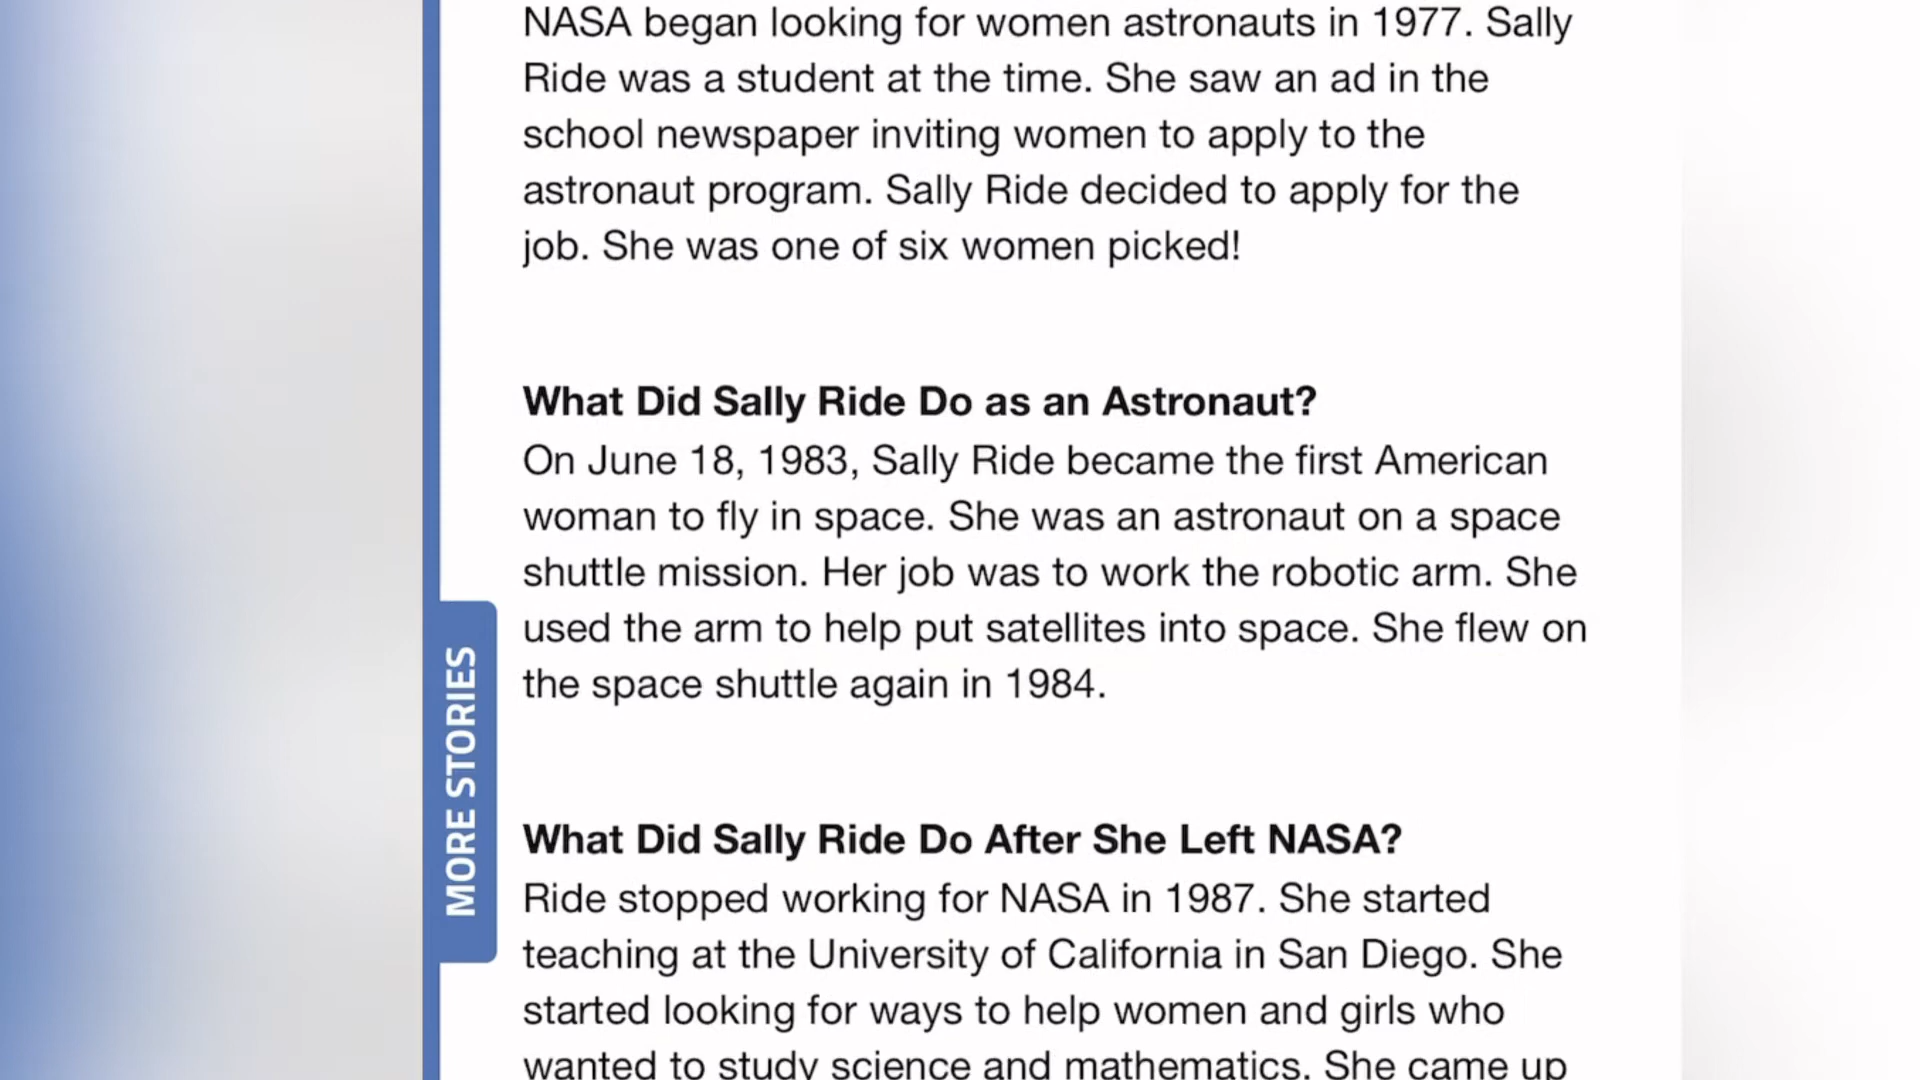 NASA began looking for women astronauts in 1977. Sally
Ride was a student at the time. She saw an ad in the
school newspaper inviting women to apply to the
astronaut program. Sally Ride decided to apply for the
job. She was one of six women picked!
What Did Sally Ride Do as an Astronaut?
On June 18, 1983, Sally Ride became the first American
woman to fly in space. She was an astronaut on a space
shuttle mission. Her job was to work the robotic arm. She
used the arm to help put satellites into space. She flew on
the space shuttle again in 1984.
MORE STORIES
What Did Sally Ride Do After She Left NASA?
Ride stopped working for NASA in 1987. She started
teaching at the University of California in San Diego. She
started looking for ways to help women and girls who
wanted to study science and mathematics. She came up